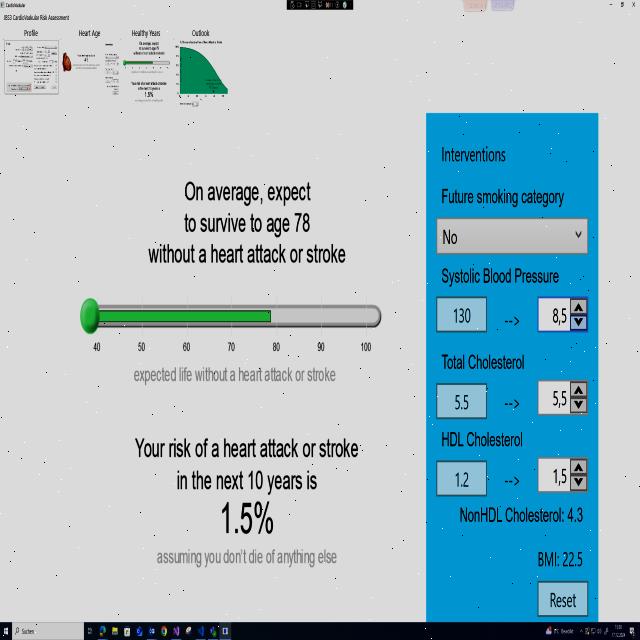 CardioVaskular
JBS3 CardioVaskular Risk Assessment
Profile
Heart Age
Healthy Years
Outlook
On average, expect
to survive to age 78
without a heart attack or stroke
40 50 60 70 80 90 100
expected life without a heart attack or stroke
Your risk of a heart attack or stroke
in the next 10 years is
1.5%
assuming you don't die of anything else
Interventions
Future smoking category
No
Systolic Blood Pressure
130 --> 8,5
Total Cholesterol
5.5 --> 5,5
HDL Cholesterol
1.2 --> 1,5
NonHDL Cholesterol: 4.3
BMI: 22.5
Reset
Suchen